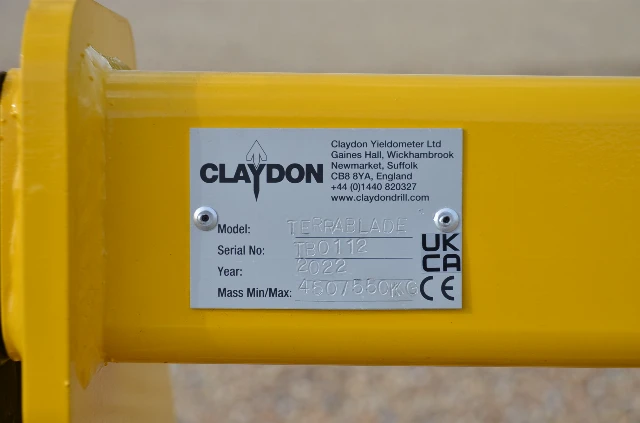 CLAYDON
Claydon Yieldometer Ltd
Gaines Hall, Wickhambrook
Newmarket, Suffolk
CB8 8YA, England
+44 (0)1440 820327
www.claydondrill.com
Model: TERRABLADE
Serial No: TB0112
Year: 2022
Mass Min/Max: 450/550KG
UK
CA
CE